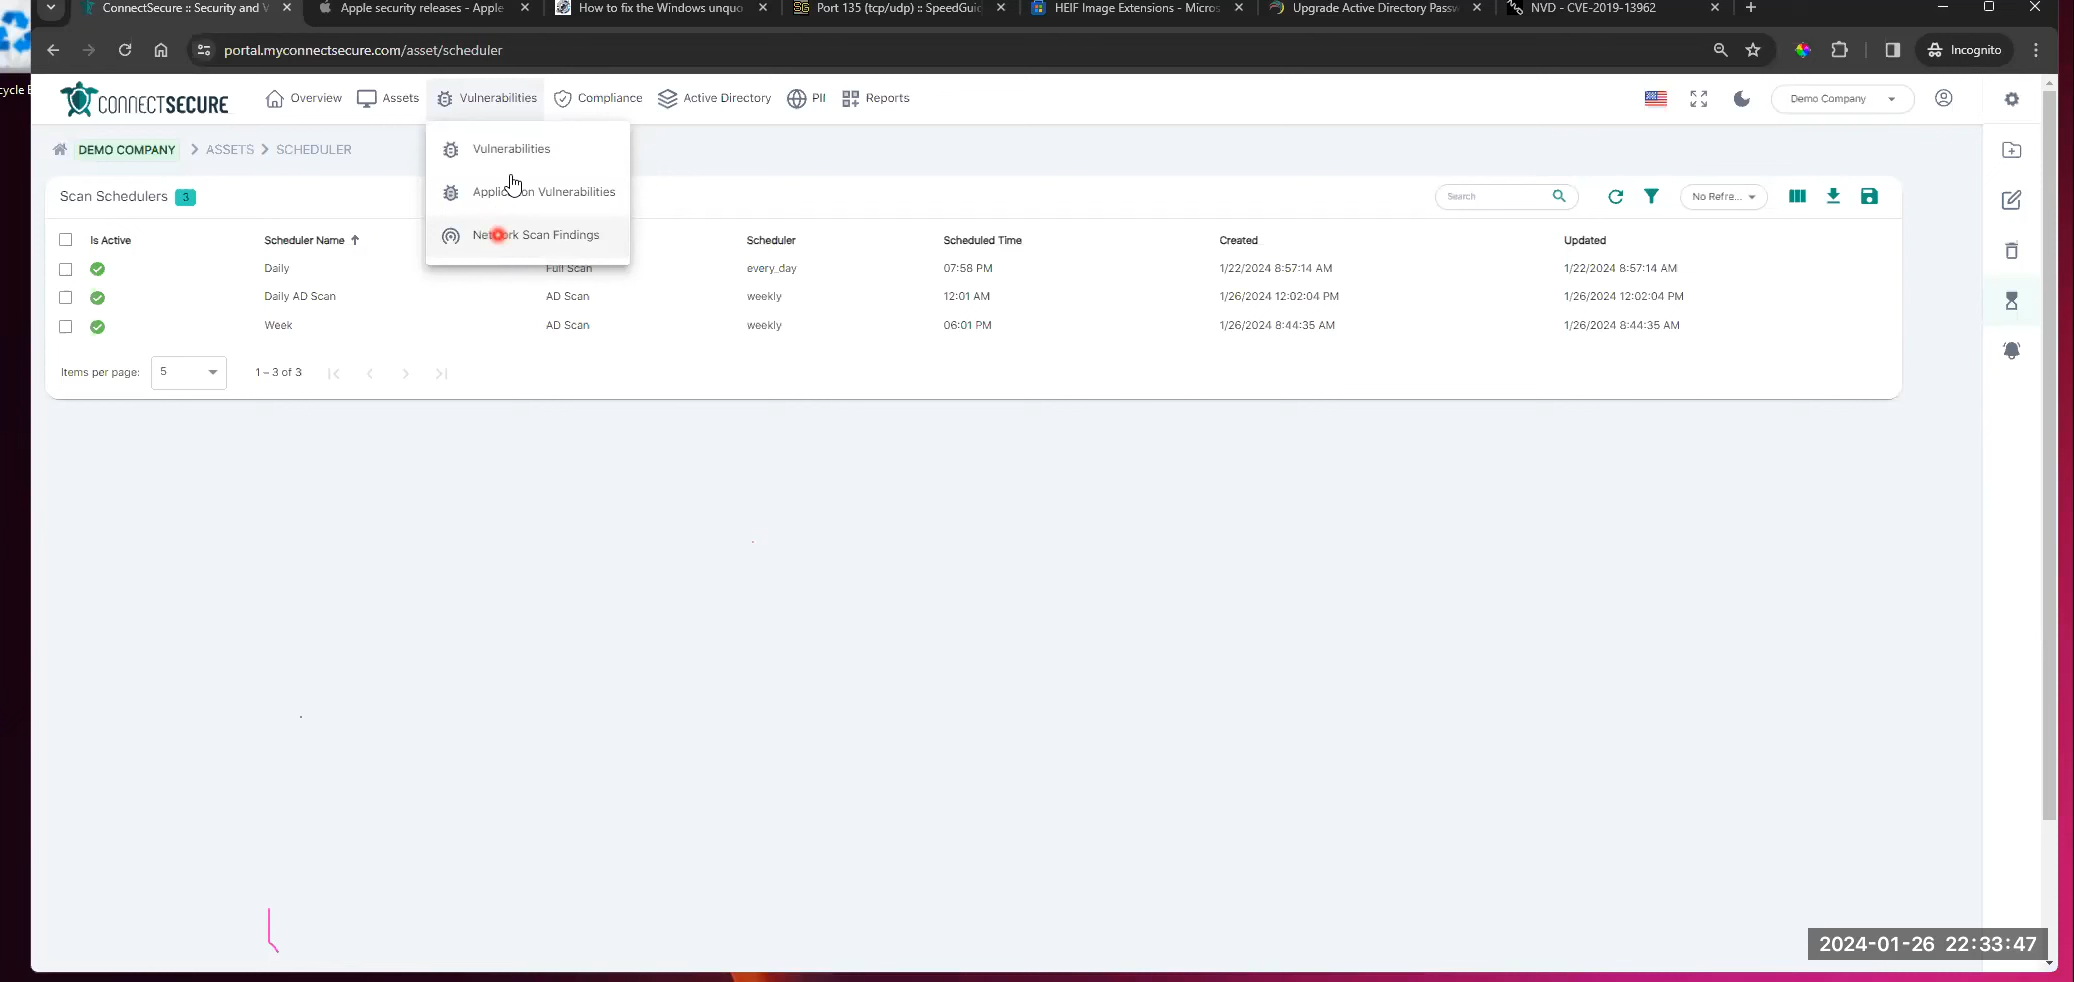 ConnectSecure :: Security and V
Apple security releases - Apple
How to fix the Windows unquo
Port 135 (tcp/udp) :: SpeedGuid
HEIF Image Extensions - Micros
Upgrade Active Directory Passw
NVD - CVE-2019-13962
portal.myconnectsecure.com/asset/scheduler
Incognito
cycle
CONNECTSECURE
Overview
Assets
Vulnerabilities
Compliance
Active Directory
PII
Reports
Demo Company
DEMO COMPANY > ASSETS > SCHEDULER
Vulnerabilities
Application Vulnerabilities
Network Scan Findings
Scan Schedulers 3
Search
No Refre...
Is Active Scheduler Name Scheduler Scheduled Time Created Updated
Daily Full Scan every_day 07:58 PM 1/22/2024 8:57:14 AM 1/22/2024 8:57:14 AM
Daily AD Scan AD Scan weekly 12:01 AM 1/26/2024 12:02:04 PM 1/26/2024 12:02:04 PM
Week AD Scan weekly 06:01 PM 1/26/2024 8:44:35 AM 1/26/2024 8:44:35 AM
Items per page: 5 1 – 3 of 3
2024-01-26 22:33:47